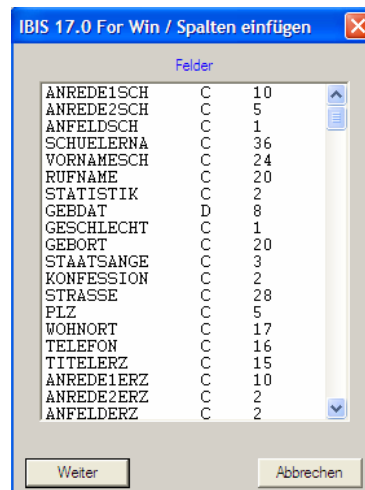 IBIS 17.0 For Win / Spalten einfügen
Felder
ANREDE1SCH C 10
ANREDE2SCH C 5
ANFELDSCH C 1
SCHUELERNA C 36
VORNAMESCH C 24
RUFNAME C 20
STATISTIK C 2
GEBDAT D 8
GESCHLECHT C 1
GEBORT C 20
STAATSANGE C 3
KONFESSION C 2
STRASSE C 28
PLZ C 5
WOHNORT C 17
TELEFON C 16
TITELERZ C 15
ANREDE1ERZ C 10
ANREDE2ERZ C 2
ANFELDERZ C 2
Weiter Abbrechen